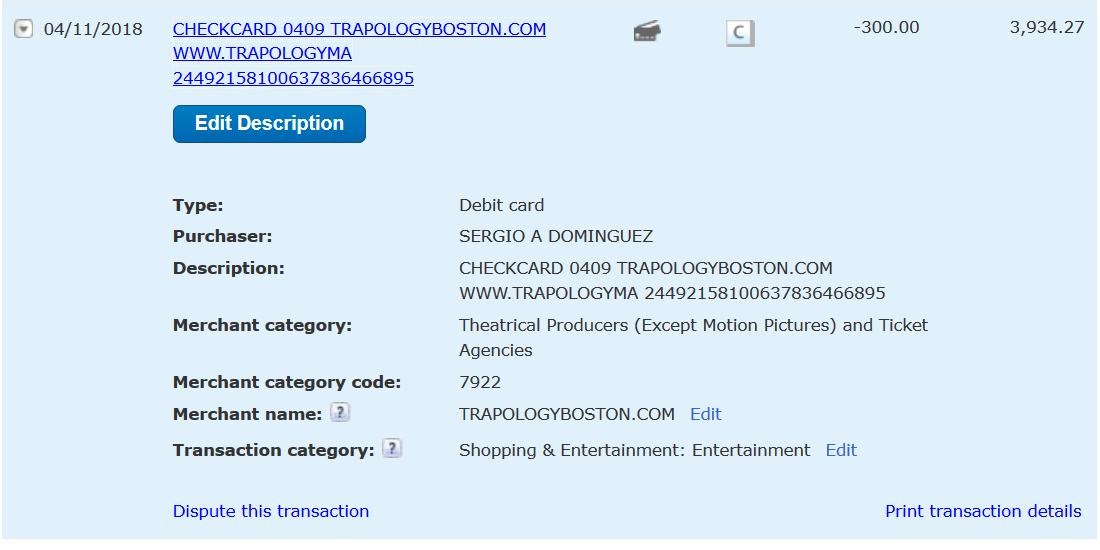 04/11/2018 CHECKCARD 0409 TRAPOLOGYBOSTON.COM C -300.00 3,934.27
WWW.TRAPOLOGYMA
24492158100637836466895
Edit Description
Type: Debit card
Purchaser: SERGIO A DOMINGUEZ
Description: CHECKCARD 0409 TRAPOLOGYBOSTON.COM
WWW.TRAPOLOGYMA 24492158100637836466895
Merchant category: Theatrical Producers (Except Motion Pictures) and Ticket
Agencies
Merchant category code: 7922
Merchant name: ? TRAPOLOGYBOSTON.COM Edit
Transaction category: ? Shopping & Entertainment: Entertainment Edit
Dispute this transaction Print transaction details